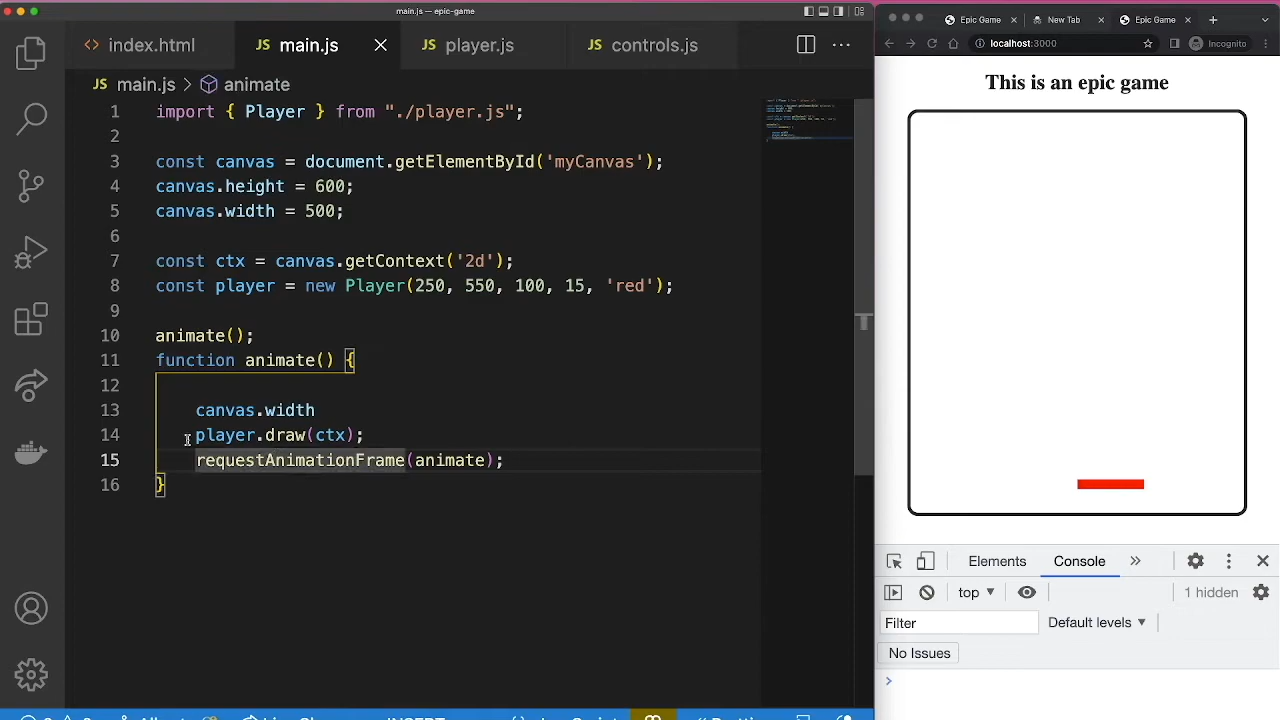 main.js — epic-game
index.html
JS main.js
JS player.js
JS controls.js
JS main.js > animate
1 import { Player } from "./player.js";
2
3 const canvas = document.getElementById('myCanvas');
4 canvas.height = 600;
5 canvas.width = 500;
6
7 const ctx = canvas.getContext('2d');
8 const player = new Player(250, 550, 100, 15, 'red');
9
10 animate();
11 function animate() {
12
13 canvas.width
14 player.draw(ctx);
15 requestAnimationFrame(animate);
16 }
Epic Game
New Tab
Epic Game
localhost:3000
Incognito
This is an epic game
Elements
Console
top
1 hidden
Filter
Default levels
No Issues